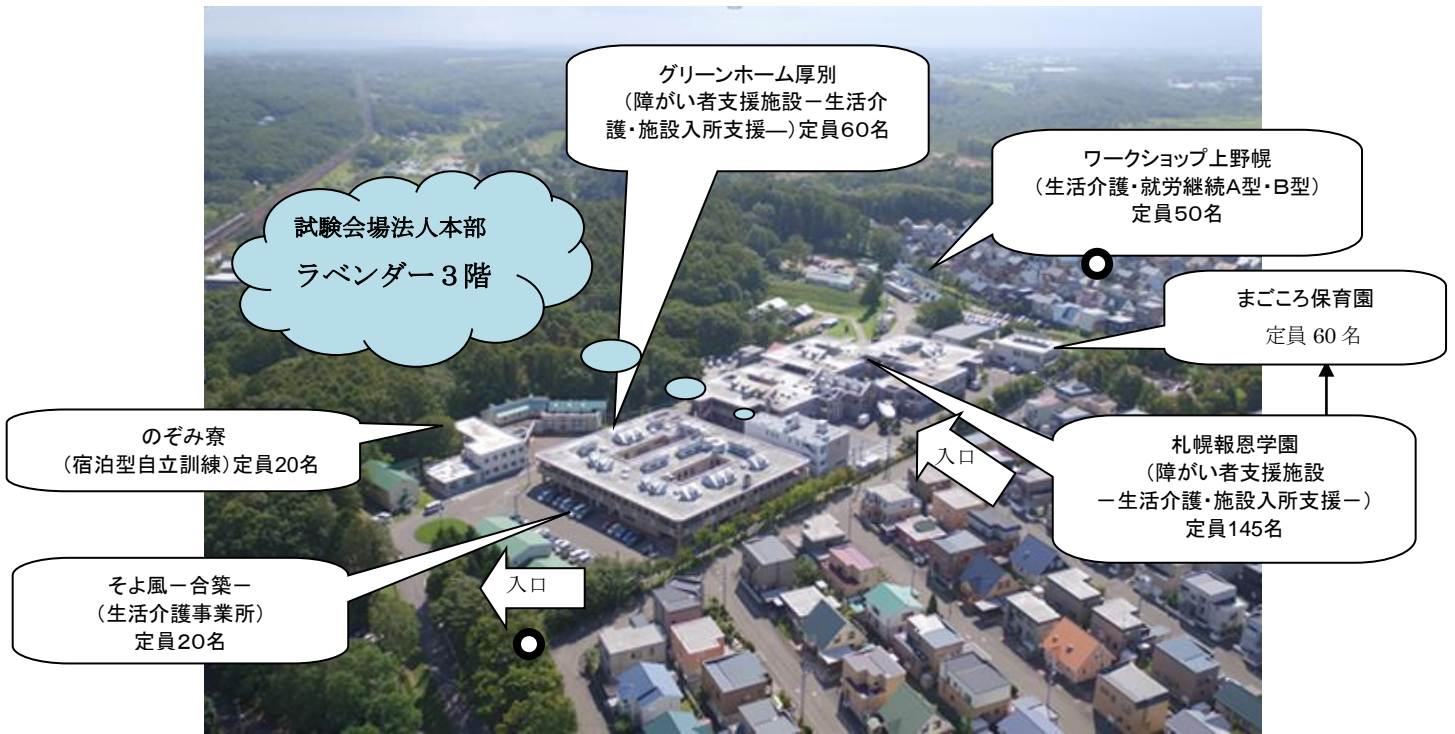 グリーンホーム厚別
(障がい者支援施設－生活介
護・施設入所支援―)定員60名
ワークショップ上野幌
(生活介護・就労継続A型・B型)
定員50名
試験会場法人本部
ラベンダー３階
まごころ保育園
定員 60 名
のぞみ寮
(宿泊型自立訓練)定員20名
札幌報恩学園
(障がい者支援施設
－生活介護・施設入所支援－)
定員145名
入口
そよ風－合築－
(生活介護事業所)
定員20名
入口